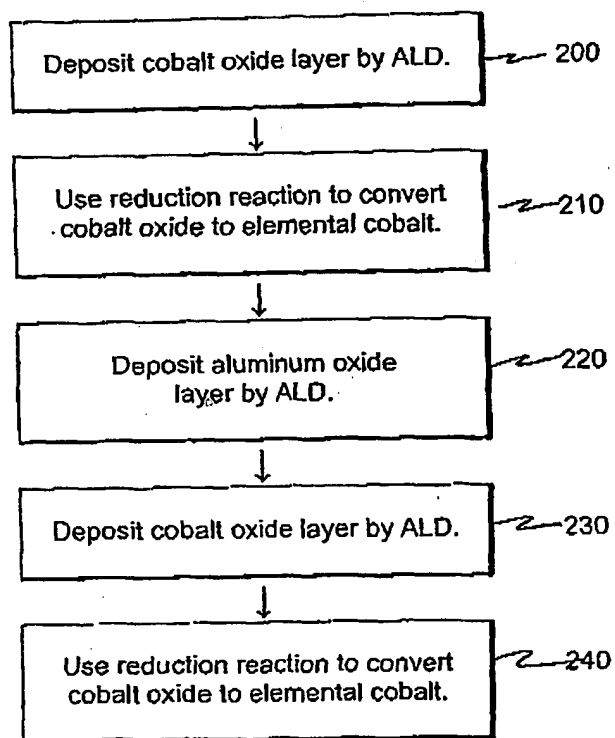 Deposit cobalt oxide layer by ALD.
200
Use reduction reaction to convert
cobalt oxide to elemental cobalt.
210
Deposit aluminum oxide
layer by ALD.
220
Deposit cobalt oxide layer by ALD.
230
Use reduction reaction to convert
cobalt oxide to elemental cobalt.
240